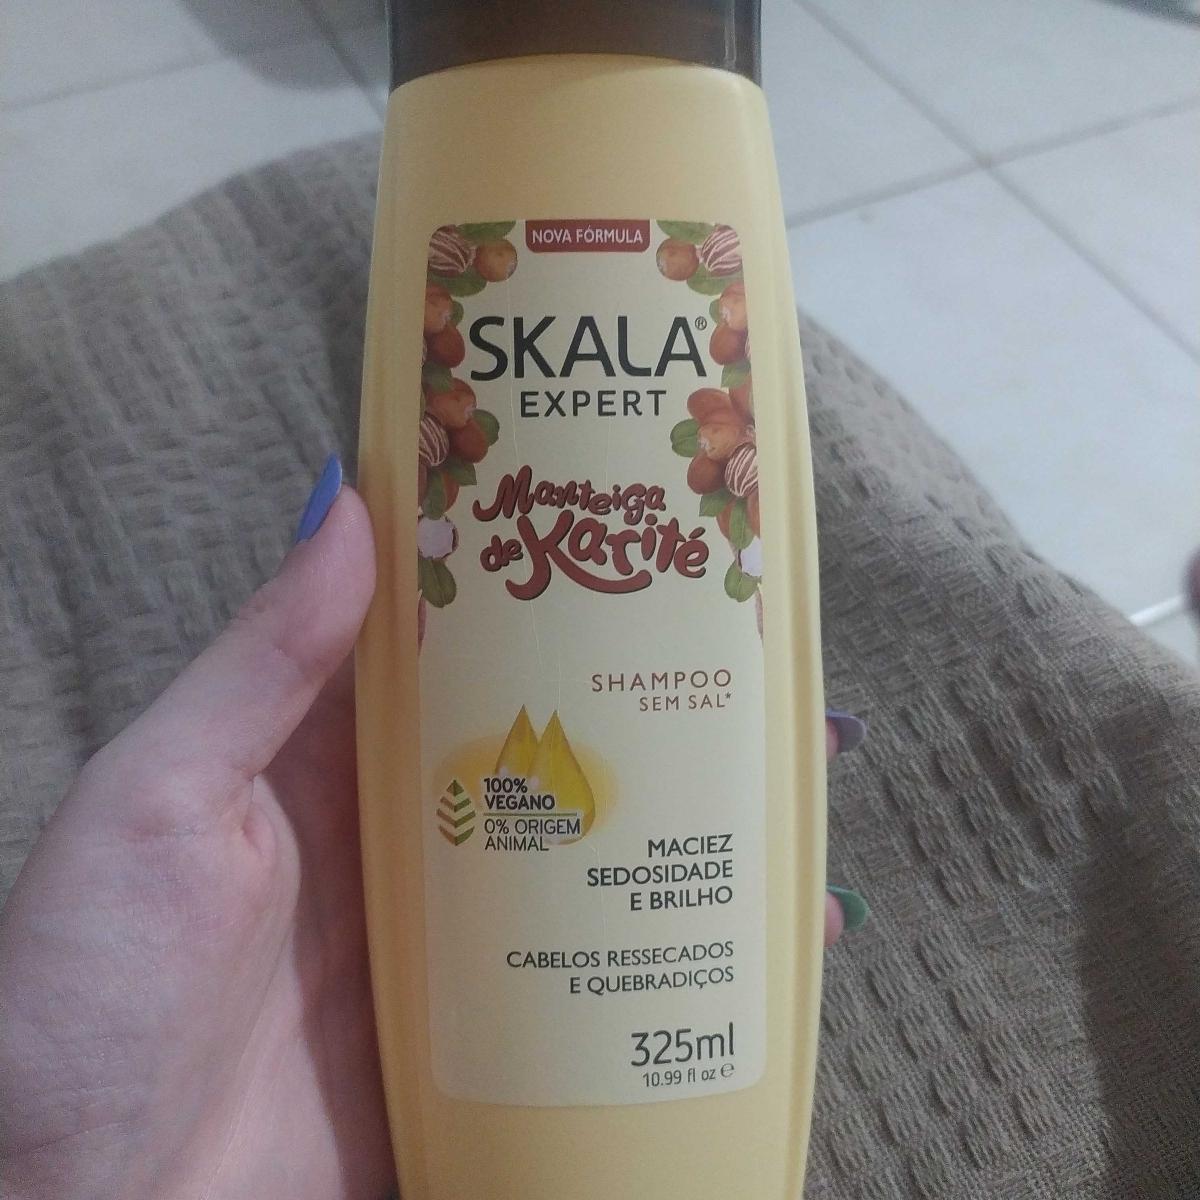 NOVA FÓRMULA
SKALA®
EXPERT
Manteiga
de Karité
SHAMPOO
SEM SAL*
100%
VEGANO
0% ORIGEM
ANIMAL
MACIEZ
SEDOSIDADE
E BRILHO
CABELOS RESSECADOS
E QUEBRADIÇOS
325ml
10.99 fl oz ℮